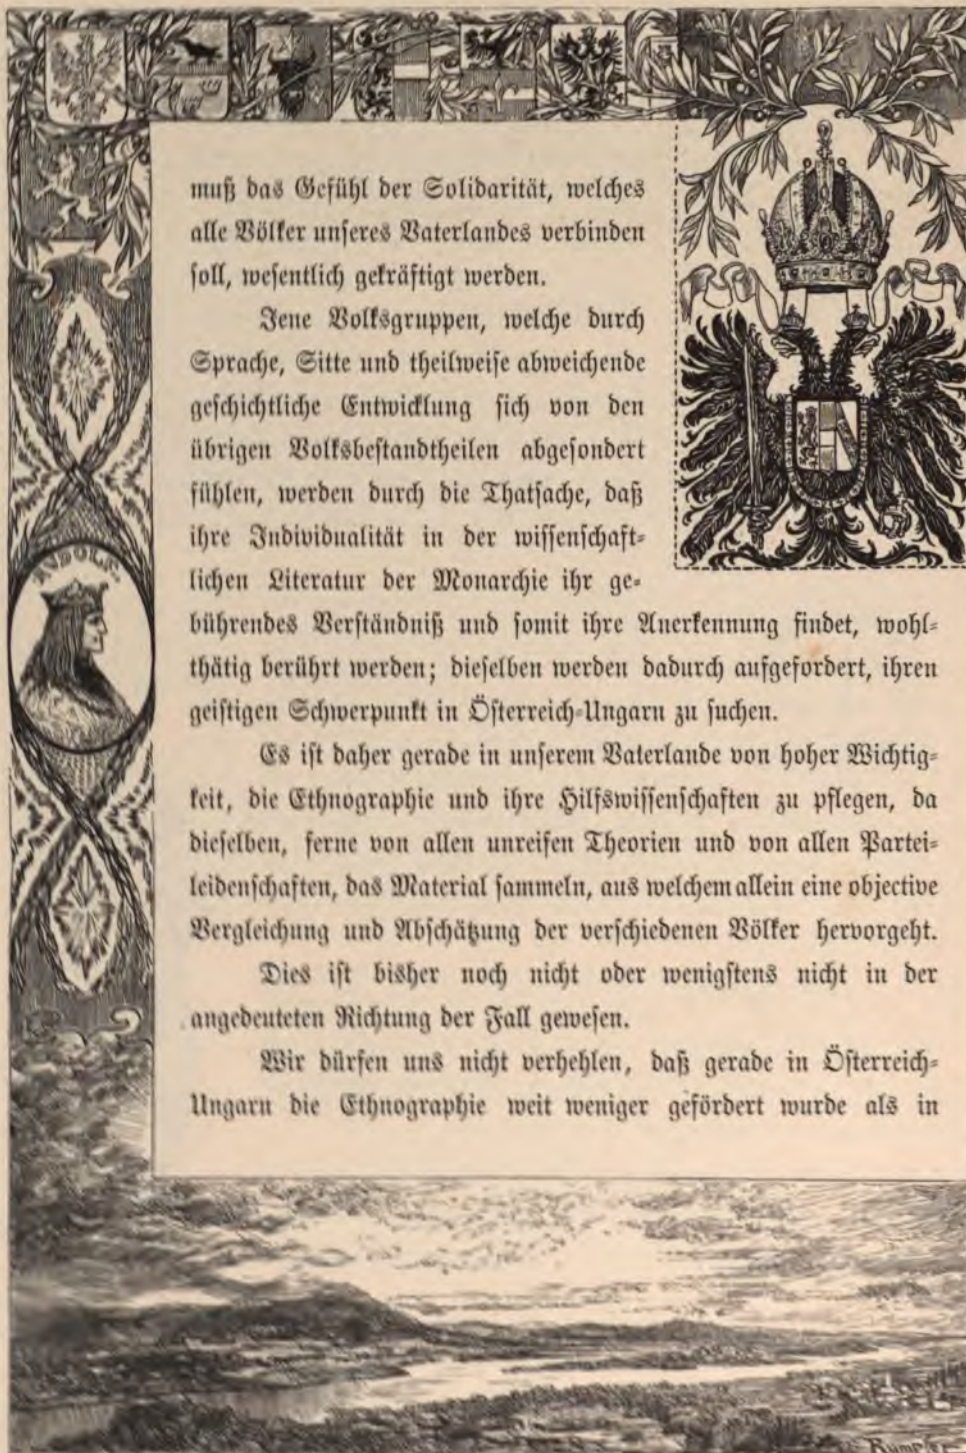 muß das Gefühl der Solidarität, welches
alle Völker unseres Vaterlandes verbinden
soll, wesentlich gekräftigt werden.
Jene Volksgruppen, welche durch
Sprache, Sitte und theilweise abweichende
geschichtliche Entwicklung sich von den
übrigen Volksbestandtheilen abgesondert
fühlen, werden durch die Thatsache, daß
ihre Individualität in der wissenschaft-
lichen Literatur der Monarchie ihr ge-
bührendes Verständniß und somit ihre Anerkennung findet, wohl-
thätig berührt werden; dieselben werden dadurch aufgefordert, ihren
geistigen Schwerpunkt in Österreich-Ungarn zu suchen.
Es ist daher gerade in unserem Vaterlande von hoher Wichtig-
keit, die Ethnographie und ihre Hilfswissenschaften zu pflegen, da
dieselben, ferne von allen unreifen Theorien und von allen Partei-
leidenschaften, das Material sammeln, aus welchem allein eine objective
Vergleichung und Abschätzung der verschiedenen Völker hervorgeht.
Dies ist bisher noch nicht oder wenigstens nicht in der
angedeuteten Richtung der Fall gewesen.
Wir dürfen uns nicht verhehlen, daß gerade in Österreich-
Ungarn die Ethnographie weit weniger gefördert wurde als in
RUDOLF.